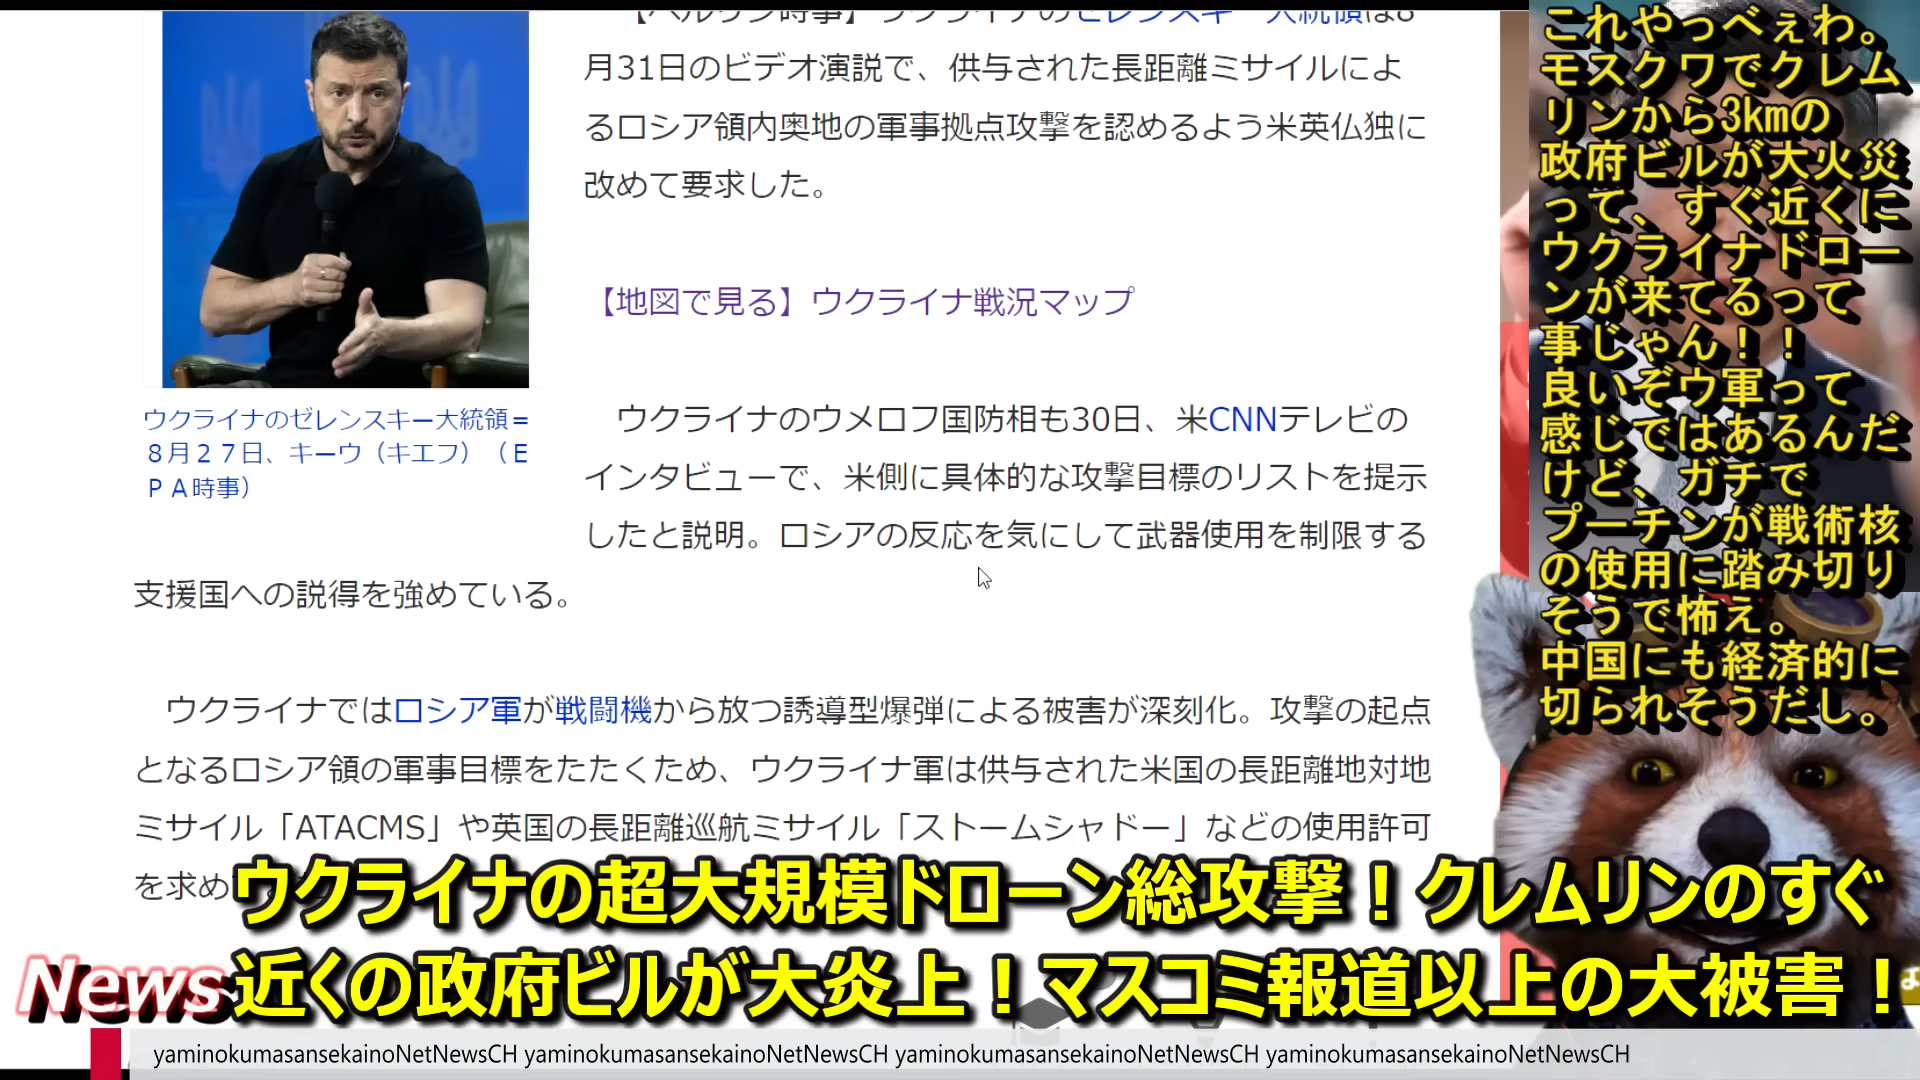 【ベルリン時事】ウクライナのゼレンスキー大統領は8
月31日のビデオ演説で、供与された長距離ミサイルによ
るロシア領内奥地の軍事拠点攻撃を認めるよう米英仏独に
改めて要求した。
【地図で見る】ウクライナ戦況マップ
ウクライナのゼレンスキー大統領＝
８月２７日、キーウ（キエフ）（Ｅ
ＰＡ時事）
ウクライナのウメロフ国防相も30日、米CNNテレビの
インタビューで、米側に具体的な攻撃目標のリストを提示
したと説明。ロシアの反応を気にして武器使用を制限する
支援国への説得を強めている。
ウクライナではロシア軍が戦闘機から放つ誘導型爆弾による被害が深刻化。攻撃の起点
となるロシア領の軍事目標をたたくため、ウクライナ軍は供与された米国の長距離地対地
ミサイル「ATACMS」や英国の長距離巡航ミサイル「ストームシャドー」などの使用許可
を求め
これやっべぇわ。
モスクワでクレム
リンから3kmの
政府ビルが大火災
って、すぐ近くに
ウクライナドロー
ンが来てるって
事じゃん！！
良いぞウ軍って
感じではあるんだ
けど、ガチで
プーチンが戦術核
の使用に踏み切り
そうで怖え。
中国にも経済的に
切られそうだし。
ウクライナの超大規模ドローン総攻撃！クレムリンのすぐ
近くの政府ビルが大炎上！マスコミ報道以上の大被害！
News
yaminokumasansekainoNetNewsCH yaminokumasansekainoNetNewsCH yaminokumasansekainoNetNewsCH yaminokumasansekainoNetNewsCH